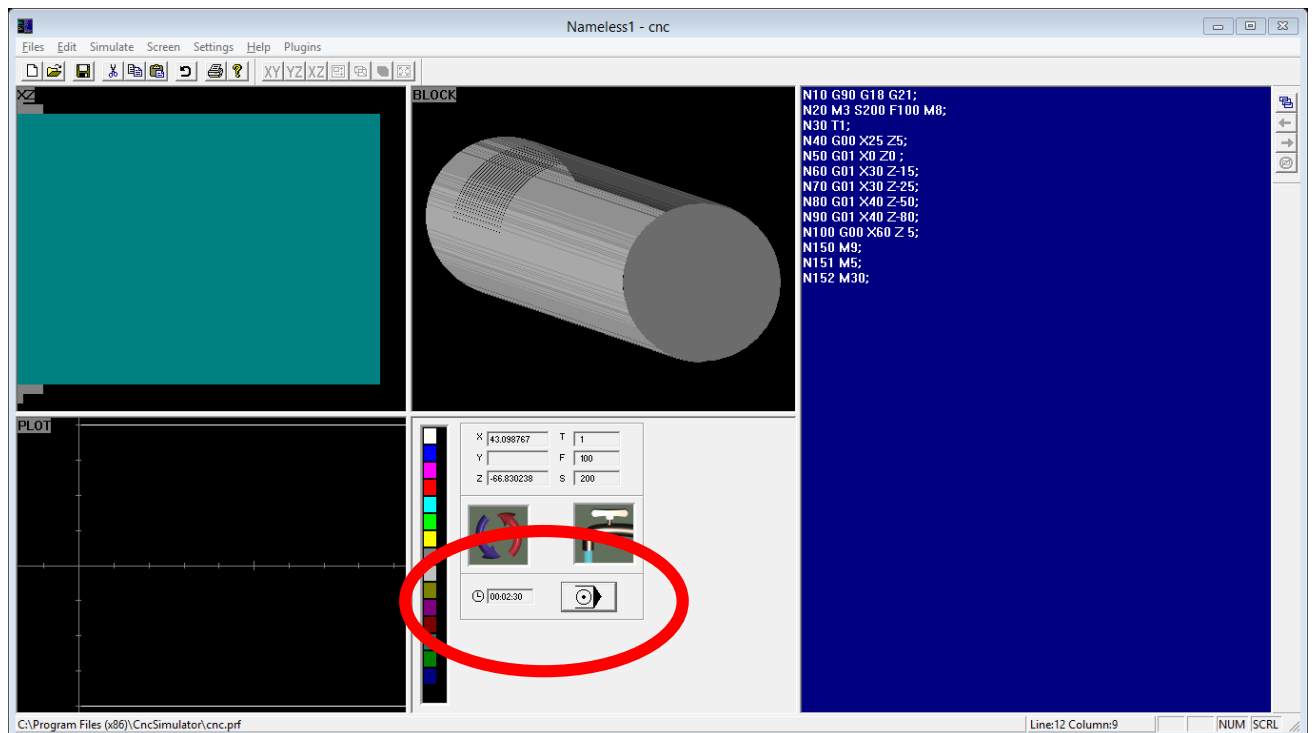 Nameless1 - cnc
Files Edit Simulate Screen Settings Help Plugins
XY YZ XZ
XZ
BLOCK
N10 G90 G18 G21;
N20 M3 S200 F100 M8;
N30 T1;
N40 G00 X25 Z5;
N50 G01 X0 Z0 ;
N60 G01 X30 Z-15;
N70 G01 X30 Z-25;
N80 G01 X40 Z-50;
N90 G01 X40 Z-80;
N100 G00 X60 Z 5;
N150 M9;
N151 M5;
N152 M30;
PLOT
X 43.098767 T 1
Y F 100
Z -66.830238 S 200
00:02:30
C:\Program Files (x86)\CncSimulator\cnc.prf
Line:12 Column:9
NUM SCRL